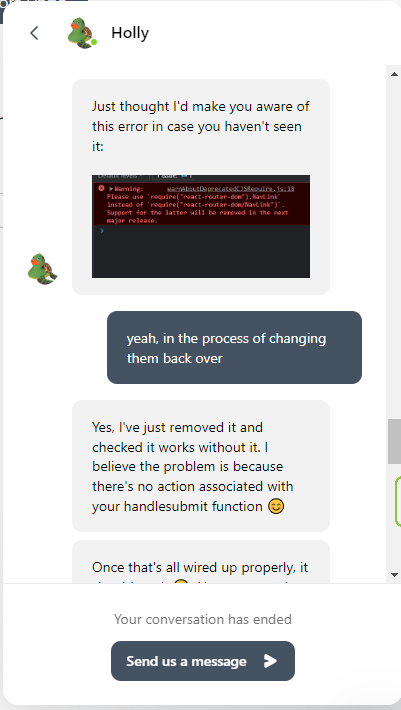 Holly
Just thought I'd make you aware of
this error in case you haven't seen
it:
Warning: warnAboutDeprecatedCJSRequire.js:18
Please use `require("react-router-dom").NavLink`
instead of `require("react-router-dom/NavLink")`.
Support for the latter will be removed in the next
major release.
yeah, in the process of changing
them back over
Yes, I've just removed it and
checked it works without it. I
believe the problem is because
there's no action associated with
your handlesubmit function 😊
Once that's all wired up properly, it
Your conversation has ended
Send us a message